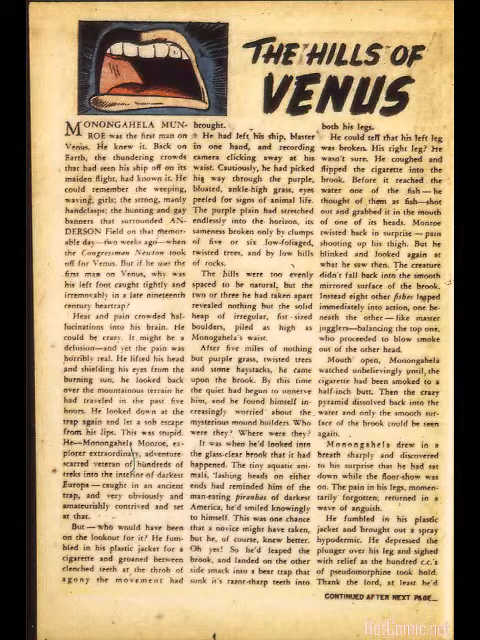 THE HILLS OF
VENUS
MONONGAHELA MUN-
ROE was the first man on
Venus. He knew it. Back on
Earth, the thundering crowds
that had seen his ship off on its
maiden flight, had known it. He
could remember the weeping,
waving, girls; the strong, manly
handclasps; the bunting and gay
banners that surrounded AN-
DERSON Field on that memor-
able day—two weeks ago—when
the Congressman Newton took
off for Venus. But if he was the
first man on Venus, why was
his left foot caught tightly and
irremovably in a late nineteenth
century beartrap?
Heat and pain crowded hal-
lucinations into his brain. He
could be crazy. It might be a
delusion—and yet the pain was
horribly real. He lifted his head
and shielding his eyes from the
burning sun, he looked back
over the mountainous terrain he
had traveled in the past five
hours. He looked down at the
trap again and let a sob escape
from his lips. This was stupid.
He—Monongahela Monroe, ex-
plorer extraordinary, adventure-
scarred veteran of hundreds of
treks into the intense of darkest
Europa—caught in an ancient
trap, and very obviously and
amateurishly contrived and set
at that.
But—who would have been
on the lookout for it? He fum-
bled in his plastic jacket for a
cigarette and groaned between
clenched teeth at the throb of
agony the movement had
brought.
He had left his ship, blaster
in one hand, and recording
camera clicking away at his
waist. Cautiously, he had picked
his way through the purple,
bloated, ankle-high grass, eyes
peeled for signs of animal life.
The purple plain had stretched
endlessly into the horizon, its
sameness broken only by clumps
of five or six low-foliaged,
twisted trees, and by low hills
of rocks.
The hills were too evenly
spaced to be natural, but the
two or three he had taken apart
revealed nothing but the solid
heap of irregular, fist-sized
boulders, piled as high as
Monogahela's waist.
After five miles of nothing
but purple grass, twisted trees
and stone haystacks, he came
upon the brook. By this time
the quiet had begun to unnerve
him, and he found himself in-
creasingly worried about the
mysterious mound builders. Who
were they? Where were they?
It was when he'd looked into
the glass-clear brook that it had
happened. The tiny aquatic ani-
mals, lashing heads on either
ends had reminded him of the
man-eating piranhas of darkest
America, he'd smiled knowingly
to himself. This was one chance
that a novice might have taken,
but he, of course, knew better.
Oh yes! So he'd leaped the
brook, and landed on the other
side smack into a bear trap that
sunk it's razor-sharp teeth into
both his legs.
He could tell that his left leg
was broken. His right leg? He
wasn't sure. He coughed and
flipped the cigarette into the
brook. Before it reached the
water one of the fish—he
thought of them as fish—shot
out and grabbed it in the mouth
of one of its heads. Monroe
twisted back in surprise—pain
shooting up his thigh. But he
blinked and looked again at
what he saw then. The creature
didn't fall back into the smooth
mirrored surface of the brook.
Instead eight other fishes leaped
immediately into action, one be-
neath the other—like master
jugglers—balancing the top one,
who proceeded to blow smoke
out of the other head.
Mouth open, Monongahela
watched unbelievingly until the
cigarette had been smoked to a
half-inch butt. Then the crazy
pyramid dissolved back into the
water and only the smooth sur-
face of the brook could be seen
again.
Monongahela drew in a
breath sharply and discovered
to his surprise that he had sat
down while the floor-show was
on. The pain in his legs, momen-
tarily forgotten, returned in a
wave of anguish.
He fumbled in his plastic
jacket and brought out a spray
hypodermic. He depressed the
plunger over his leg and sighed
with relief as the hundred c.c.'s
of pseudomorphine took hold.
Thank the lord, at least he'd
CONTINUED AFTER NEXT PAGE...
HotComic.net